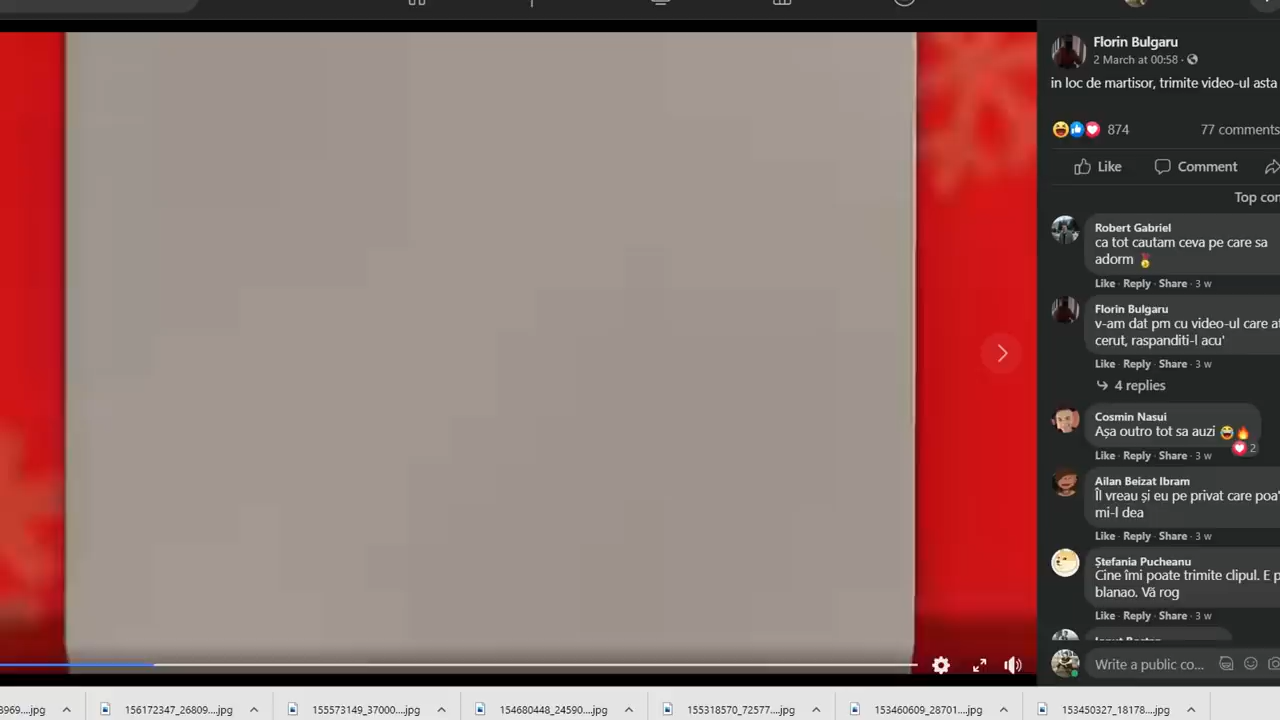 Florin Bulgaru
2 March at 00:58
in loc de martisor, trimite video-ul asta
874
77 comments
Like
Comment
Top
Robert Gabriel
ca tot cautam ceva pe care sa
adorm
Like · Reply · Share · 3 w
Florin Bulgaru
v-am dat pm cu video-ul care
cerut, raspanditi-l acu'
Like · Reply · Share · 3 w
4 replies
Cosmin Nasui
Așa outro tot sa auzi
2
Like · Reply · Share · 3 w
Ailan Beizat Ibram
Îl vreau și eu pe privat care
mi-l dea
Like · Reply · Share · 3 w
Ștefania Pucheanu
Cine îmi poate trimite clipul. E
blanao. Vă rog
Like · Reply · Share · 3 w
Write a public co...
8969....jpg
156172347_26809....jpg
155573149_37000....jpg
154680448_24590....jpg
155318570_72577....jpg
153460609_28701....jpg
153450327_18178....jpg